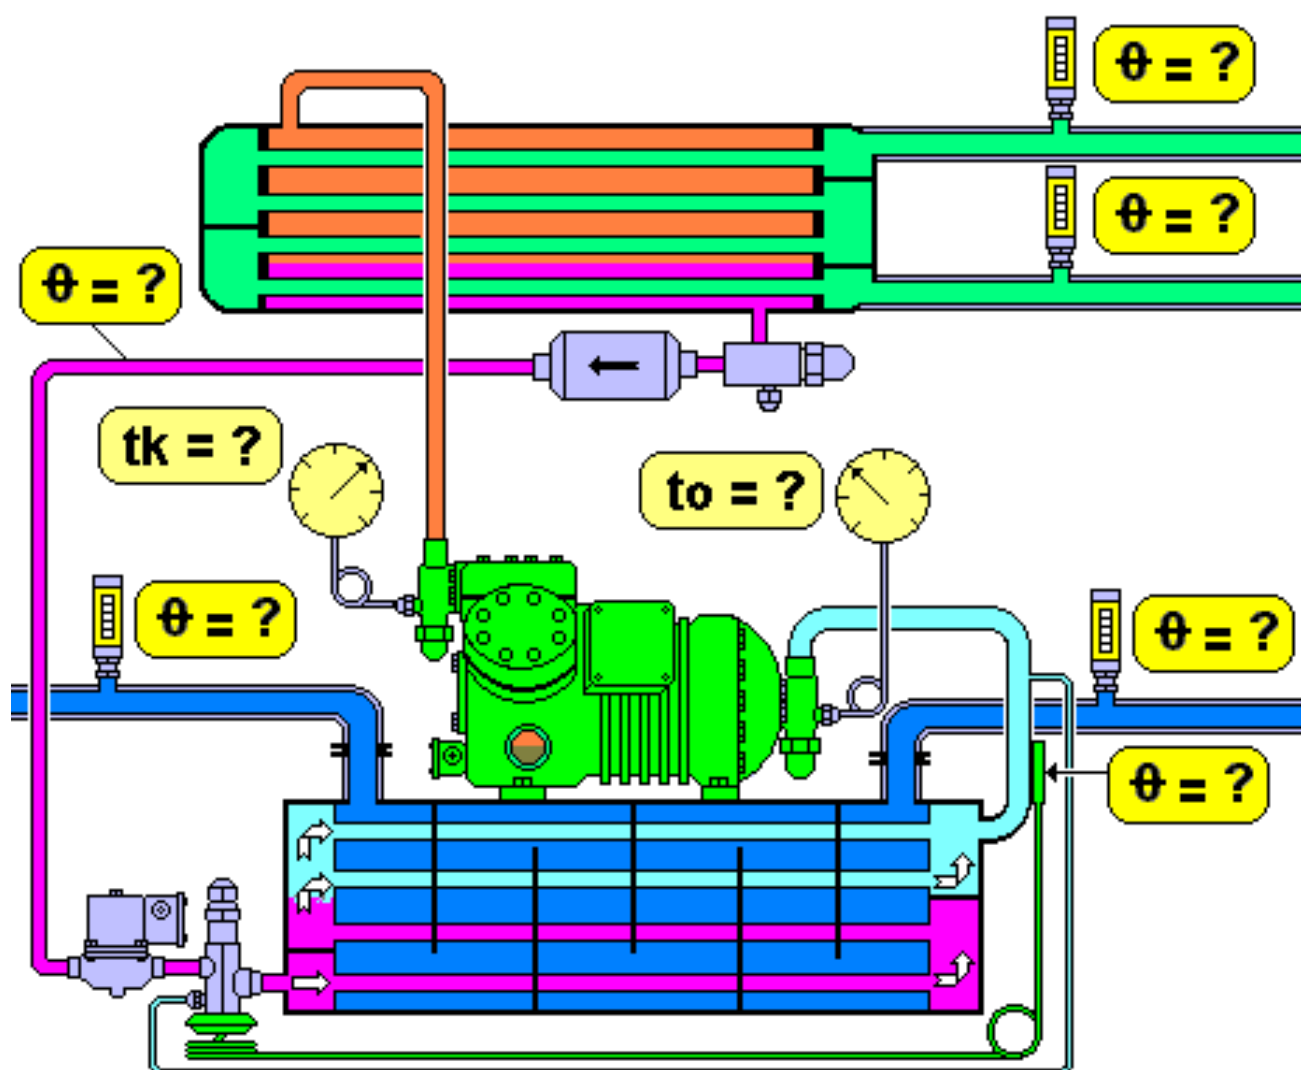 θ = ?
θ = ?
θ = ?
tk = ?
to = ?
θ = ?
θ = ?
θ = ?